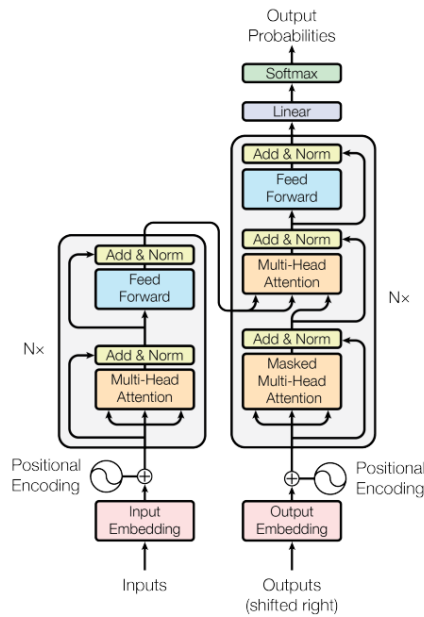 Output
Probabilities
Softmax
Linear
Add & Norm
Feed
Forward
Add & Norm
Multi-Head
Attention
Add & Norm
Masked
Multi-Head
Attention
N×
Positional
Encoding
Output
Embedding
Outputs
(shifted right)
Add & Norm
Feed
Forward
Add & Norm
Multi-Head
Attention
N×
Positional
Encoding
Input
Embedding
Inputs